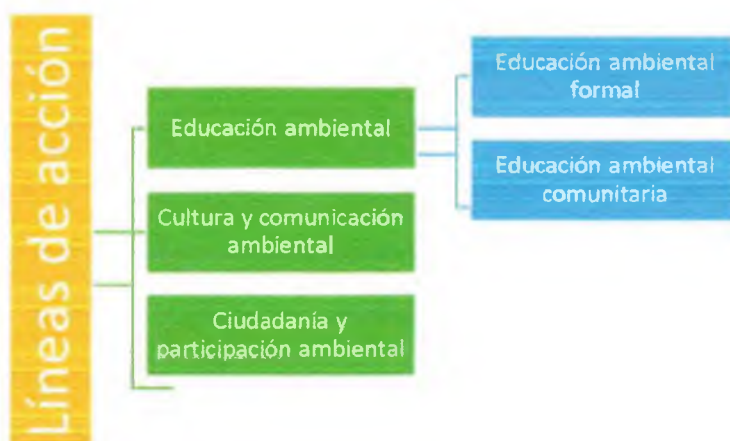 Líneas de acción
Educación ambiental
Cultura y comunicación
ambiental
Ciudadanía y
participación ambiental
Educación ambiental
formal
Educación ambiental
comunitaria